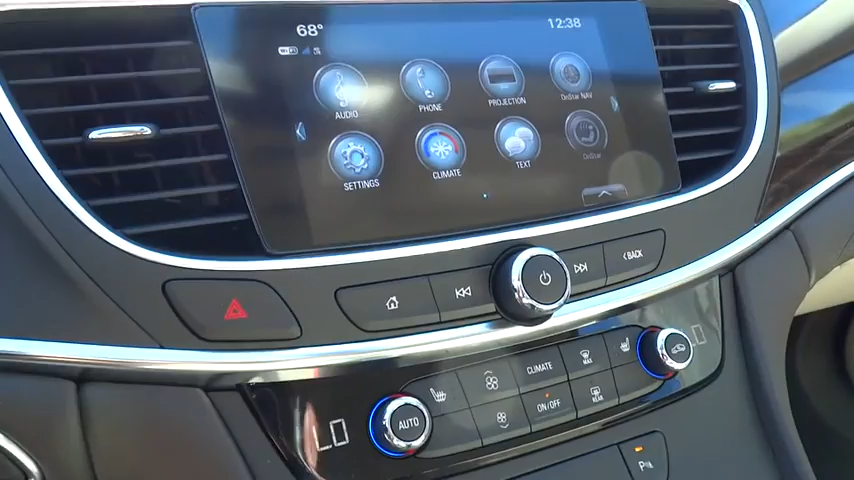 68° 12:38
AUDIO PHONE PROJECTION OnStar NAV
SETTINGS CLIMATE TEXT OnStar
BACK
CLIMATE
MAX
AUTO
ON/OFF
REAR
LO
P